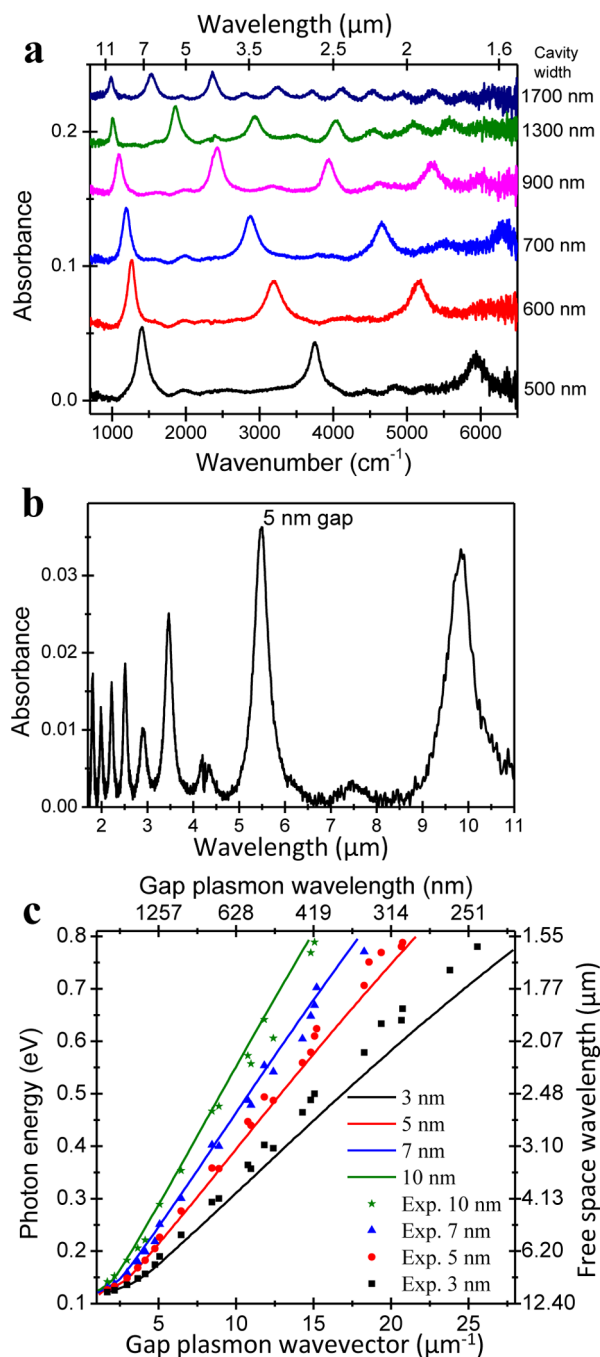 Wavelength (µm)
a
11 7 5 3.5 2.5 2 1.6
Cavity width
1700 nm
0.2
1300 nm
900 nm
Absorbance
700 nm
0.1
600 nm
500 nm
0.0
1000 2000 3000 4000 5000 6000
Wavenumber (cm-1)
b
5 nm gap
0.03
0.02
Absorbance
0.01
0.00
2 3 4 5 6 7 8 9 10 11
Wavelength (µm)
Gap plasmon wavelength (nm)
c
1257 628 419 314 251
0.8 1.55
0.7 1.77
0.6 2.07
0.5 2.48
0.4 3.10
0.3 4.13
0.2 6.20
0.1 12.40
Photon energy (eV)
Free space wavelength (µm)
3 nm
5 nm
7 nm
10 nm
Exp. 10 nm
Exp. 7 nm
Exp. 5 nm
Exp. 3 nm
5 10 15 20 25
Gap plasmon wavevector (µm-1)